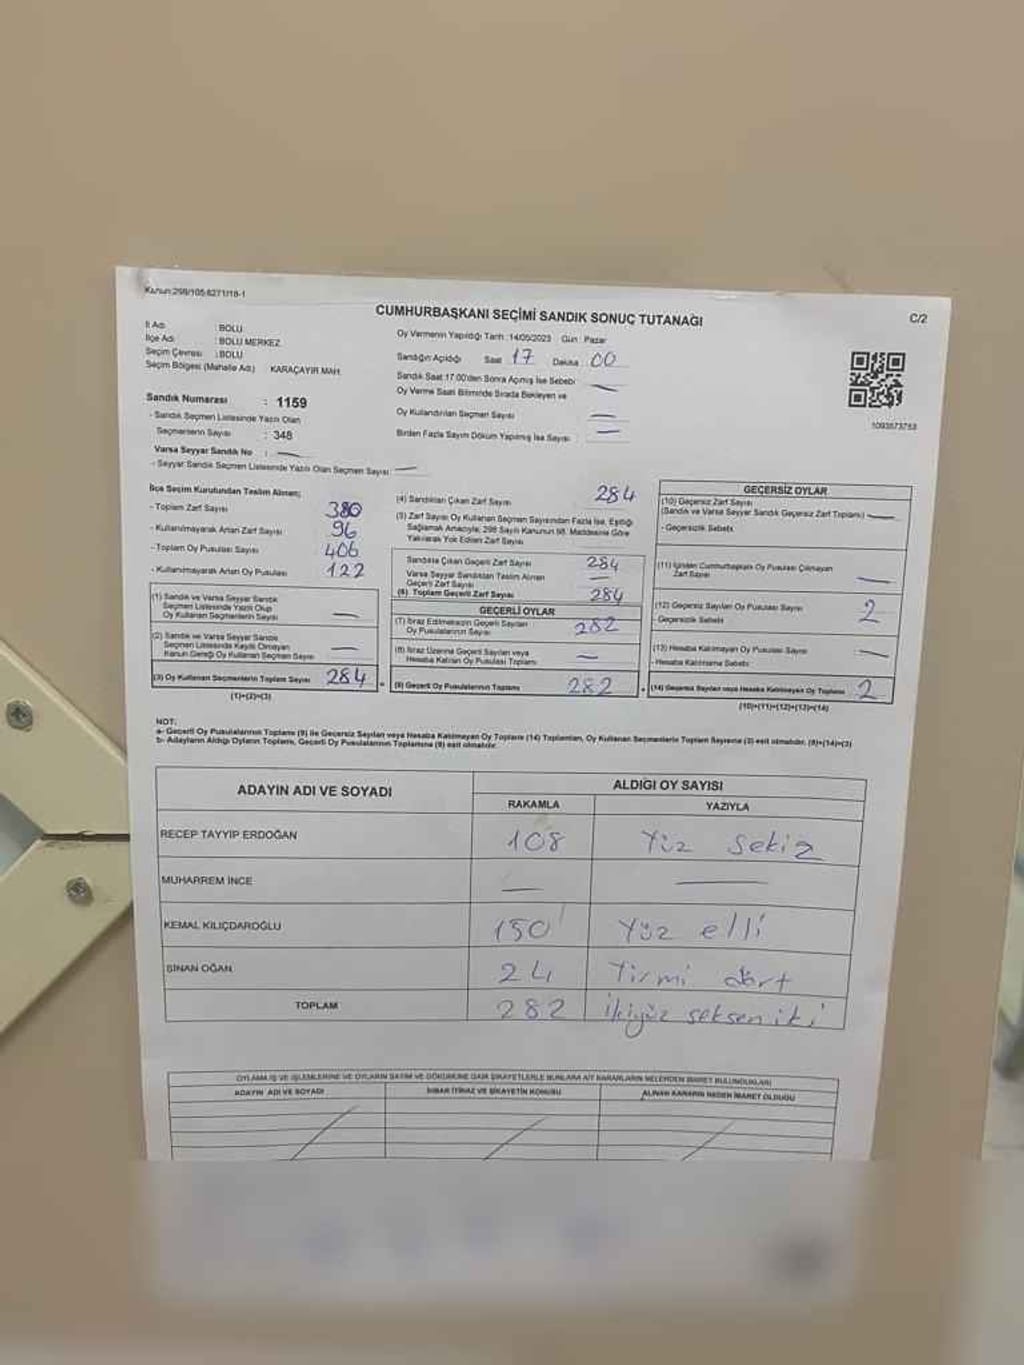 Kanun:298/105;6271/18-1
CUMHURBAŞKANI SEÇİMİ SANDIK SONUÇ TUTANAĞI
C/2
İl Adı : BOLU
İlçe Adı : BOLU MERKEZ
Seçim Çevresi : BOLU
Seçim Bölgesi (Mahalle Adı) KARAÇAYIR MAH.
Oy Vermenin Yapıldığı Tarih :14/05/2023 Gün : Pazar
Sandığın Açıldığı Saat 17 Dakika 00
Sandık Saat 17:00'den Sonra Açılmış İse Sebebi
Oy Verme Saati Bitiminde Sırada Bekleyen ve
Oy Kullandırılan Seçmen Sayısı
Birden Fazla Sayım Döküm Yapılmış İse Sayısı :
1093573753
Sandık Numarası : 1159
- Sandık Seçmen Listesinde Yazılı Olan
Seçmenlerin Sayısı : 348
Varsa Seyyar Sandık No :
- Seyyar Sandık Seçmen Listesinde Yazılı Olan Seçmen Sayısı :
İlçe Seçim Kurulundan Teslim Alınan;
- Toplam Zarf Sayısı 380
- Kullanılmayarak Artan Zarf Sayısı 96
- Toplam Oy Pusulası Sayısı 406
- Kullanılmayarak Artan Oy Pusulası 122
(1) Sandık ve Varsa Seyyar Sandık
Seçmen Listesinde Yazılı Olup
Oy Kullanan Seçmenlerin Sayısı
(2) Sandık ve Varsa Seyyar Sandık
Seçmen Listesinde Kayıtlı Olmayan
Kanun Gereği Oy Kullanan Seçmen Sayısı
(3) Oy Kullanan Seçmenlerin Toplam Sayısı 284 =
(1)+(2)=(3)
(4) Sandıktan Çıkan Zarf Sayısı 284
(5) Zarf Sayısı Oy Kullanan Seçmen Sayısından Fazla İse, Eşitliği
Sağlamak Amacıyla; 298 Sayılı Kanunun 98. Maddesine Göre
Yakılarak Yok Edilen Zarf Sayısı
Sandıkta Çıkan Geçerli Zarf Sayısı 284
Varsa Seyyar Sandıktan Teslim Alınan
Geçerli Zarf Sayısı
(6) Toplam Geçerli Zarf Sayısı 284
GEÇERLİ OYLAR
(7) İtiraz Edilmeksizin Geçerli Sayılan
Oy Pusulalarının Sayısı 282
(8) İtiraz Üzerine Geçerli Sayılan veya
Hesaba Katılan Oy Pusulası Toplamı
(9) Geçerli Oy Pusulalarının Toplamı 282 +
GEÇERSİZ OYLAR
(10) Geçersiz Zarf Sayısı
(Sandık ve Varsa Seyyar Sandık Geçersiz Zarf Toplamı)
- Geçersizlik Sebebi:
(11) İçinden Cumhurbaşkanı Oy Pusulası Çıkmayan
Zarf Sayısı
(12) Geçersiz Sayılan Oy Pusulası Sayısı 2
- Geçersizlik Sebebi:
(13) Hesaba Katılmayan Oy Pusulası Sayısı
- Hesaba Katılmama Sebebi:
(14) Geçersiz Sayılan veya Hesaba Katılmayan Oy Toplamı 2
(10)+(11)+(12)+(13)=(14)
NOT:
a- Geçerli Oy Pusulalarının Toplamı (9) ile Geçersiz Sayılan veya Hesaba Katılmayan Oy Toplamı (14) Toplamları, Oy Kullanan Seçmenlerin Toplam Sayısına (3) eşit olmalıdır. (9)+(14)=(3)
b- Adayların Aldığı Oyların Toplamı, Geçerli Oy Pusulalarının Toplamına (9) eşit olmalıdır.
ADAYIN ADI VE SOYADI
ALDIĞI OY SAYISI
RAKAMLA YAZIYLA
RECEP TAYYİP ERDOĞAN 108 Yüz sekiz
MUHARREM İNCE
KEMAL KILIÇDAROĞLU 150 Yüz elli
SİNAN OĞAN 24 Yirmi dört
TOPLAM 282 İkiyüz seksen iki
OYLAMA İŞ VE İŞLEMLERİNE VE OYLARIN SAYIM VE DÖKÜMÜNE DAİR ŞİKAYETLERLE BUNLARA AİT KARARLARIN NELERDEN İBARET BULUNDUKLARI
ADAYIN ADI VE SOYADI İTİRAZ VE ŞİKAYETİN KONUSU ALINAN KARARIN NEDEN İBARET OLDUĞU